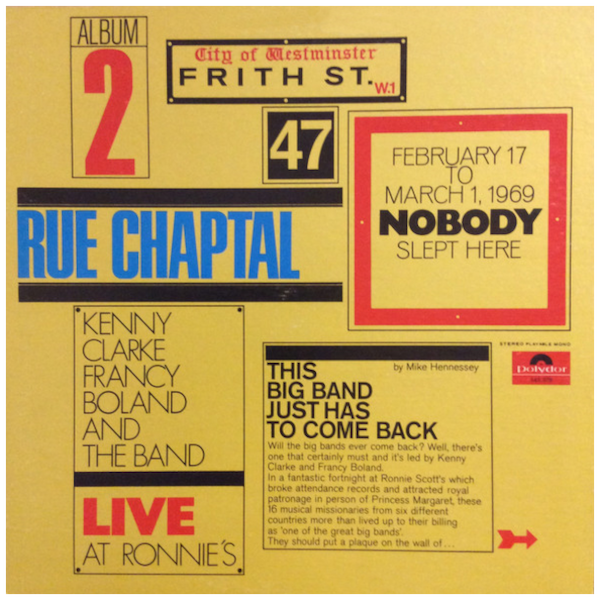 ALBUM
2
City of Westminster
FRITH ST.
W.1
47
FEBRUARY 17
TO
MARCH 1, 1969
NOBODY
SLEPT HERE
RUE CHAPTAL
KENNY
CLARKE
FRANCY
BOLAND
AND
THE BAND
LIVE
AT RONNIE'S
STEREO PLAYABLE MONO
polydor
by Mike Hennessey
THIS
BIG BAND
JUST HAS
TO COME BACK
Will the big bands ever come back? Well, there's
one that certainly must and it's led by Kenny
Clarke and Francy Boland.
In a fantastic fortnight at Ronnie Scott's which
broke attendance records and attracted royal
patronage in person of Princess Margaret, these
16 musical missionaries from six different
countries more than lived up to their billing
as 'one of the great big bands'.
They should put a plaque on the wall of ...